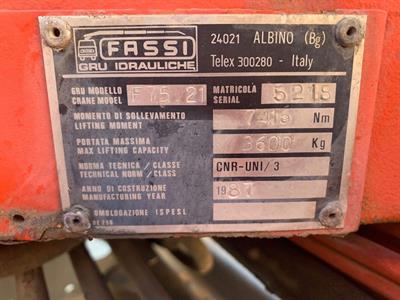 FASSI
GRU IDRAULICHE
24021 ALBINO (Bg)
Telex 300280 - Italy
GRU MODELLO
CRANE MODEL F75.21
MATRICOLA
SERIAL 5218
MOMENTO DI SOLLEVAMENTO
LIFTING MOMENT Nm
PORTATA MASSIMA
MAX LIFTING CAPACITY 3600 Kg
NORMA TECNICA/CLASSE
TECHNICAL NORM/CLASS CNR-UNI/3
ANNO DI COSTRUZIONE
MANUFACTURING YEAR 1987
OMOLOGAZIONE ISPESL